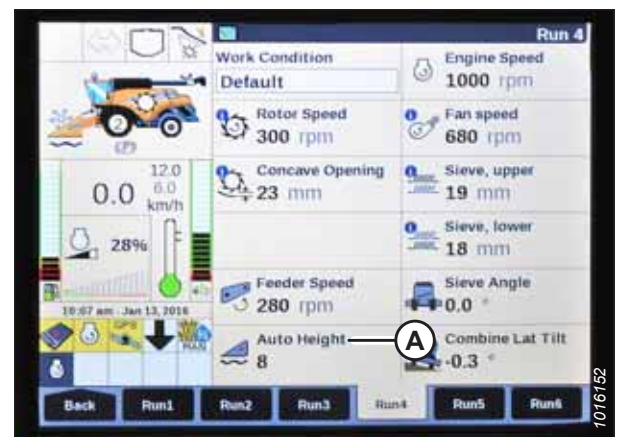 Run 4
Work Condition
Default
Engine Speed
1000 rpm
Rotor Speed
300 rpm
Fan speed
680 rpm
Concave Opening
23 mm
Sieve, upper
19 mm
Sieve, lower
18 mm
Feeder Speed
280 rpm
Sieve Angle
0.0 °
Auto Height
8
A
Combine Lat Tilt
-0.3 °
2
(P)
12.0
0.0
6.0
km/h
28%
10:07 am Jan 13, 2016
GPS
MAN
Back
Run1
Run2
Run3
Run4
Run5
Run6
1016152